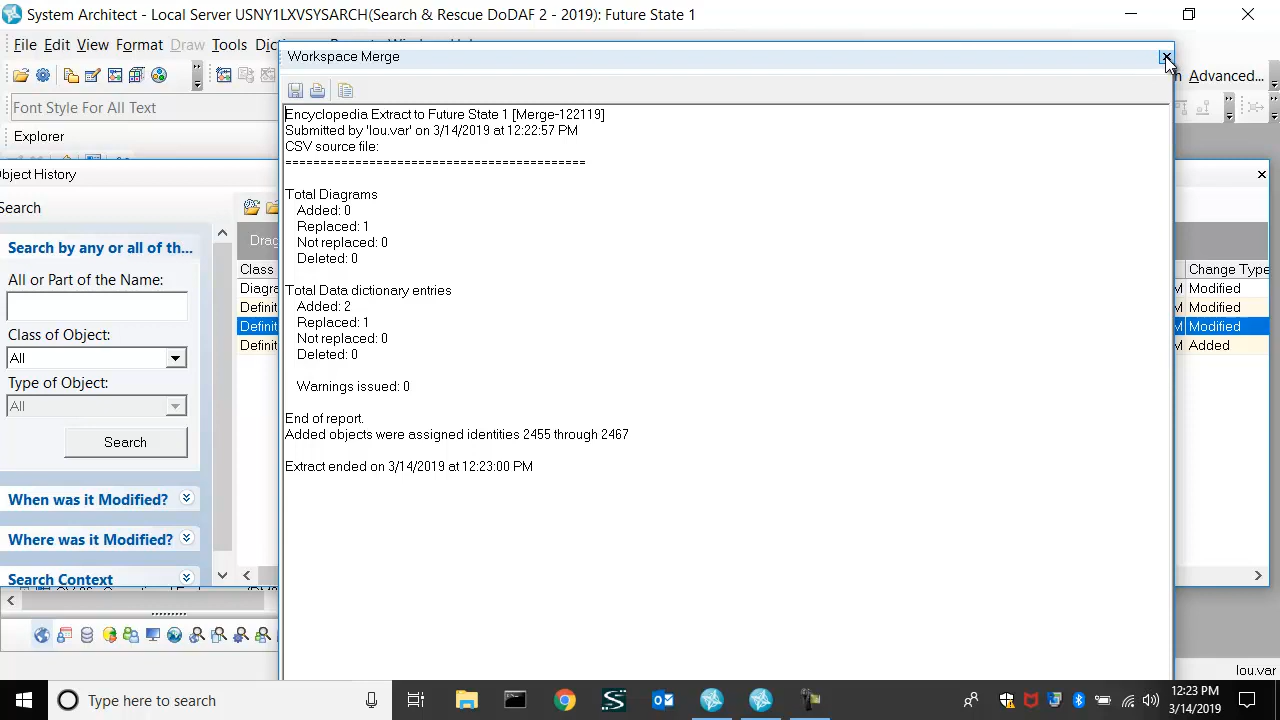 System Architect - Local Server USNY1LXVSYSARCH(Search & Rescue DoDAF 2 - 2019): Future State 1
File Edit View Format Draw Tools
Workspace Merge
Advanced...
Font Style For All Text
Explorer
Object History
Search
Search by any or all of th...
All or Part of the Name:
Class of Object:
All
Type of Object:
All
Search
When was it Modified?
Where was it Modified?
Search Context
Drag
Class
Diagra
Definit
Definit
Definit
Encyclopedia Extract to Future State 1 [Merge-122119]
Submitted by 'lou.var' on 3/14/2019 at 12:22:57 PM
CSV source file:
===========================================
Total Diagrams
Added: 0
Replaced: 1
Not replaced: 0
Deleted: 0
Total Data dictionary entries
Added: 2
Replaced: 1
Not replaced: 0
Deleted: 0
Warnings issued: 0
End of report.
Added objects were assigned identities 2455 through 2467
Extract ended on 3/14/2019 at 12:23:00 PM
Change Type
M Modified
M Modified
M Modified
M Added
lou.var
Type here to search
12:23 PM
3/14/2019